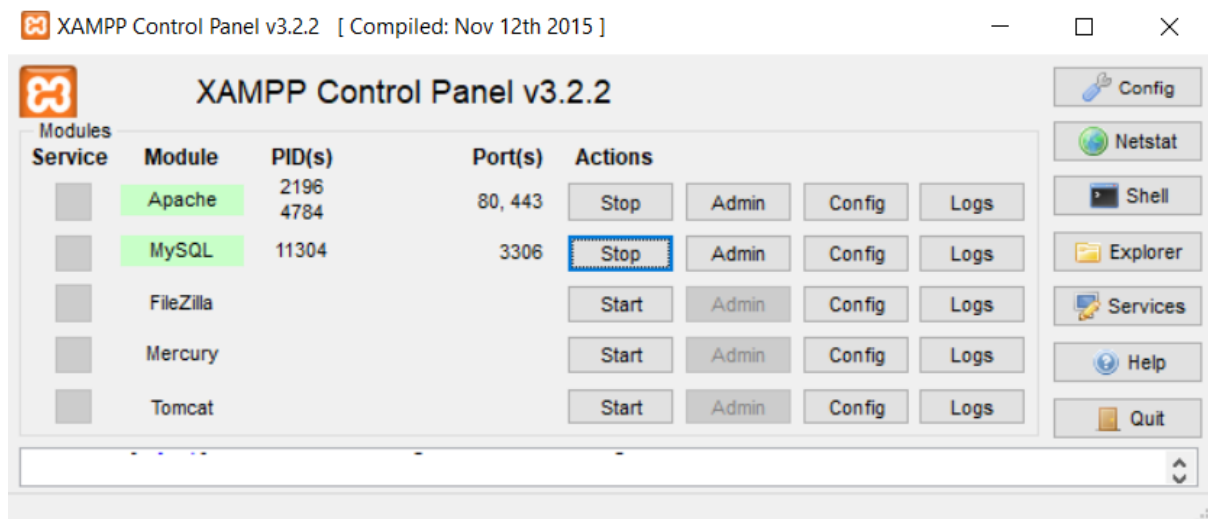 XAMPP Control Panel v3.2.2 [ Compiled: Nov 12th 2015 ]
XAMPP Control Panel v3.2.2
Config
Modules
Service Module PID(s) Port(s) Actions
Netstat
Apache 2196 4784 80, 443 Stop Admin Config Logs
Shell
MySQL 11304 3306 Stop Admin Config Logs
Explorer
FileZilla Start Admin Config Logs
Services
Mercury Start Admin Config Logs
Help
Tomcat Start Admin Config Logs
Quit